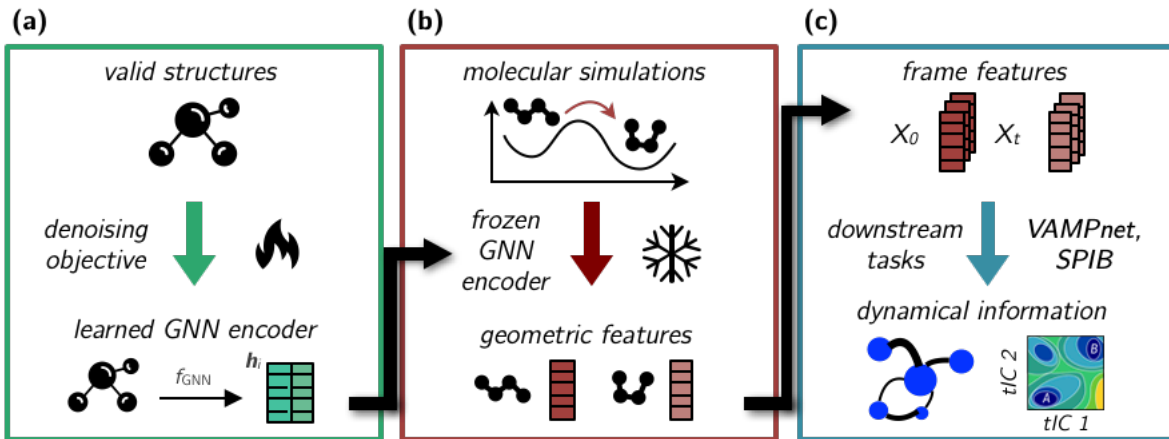 (a)
valid structures
denoising
objective
learned GNN encoder
f_GNN
h_i
(b)
molecular simulations
frozen
GNN
encoder
geometric features
(c)
frame features
X_0
X_t
downstream
tasks
VAMPnet,
SPIB
dynamical information
tIC 2
A
B
tIC 1